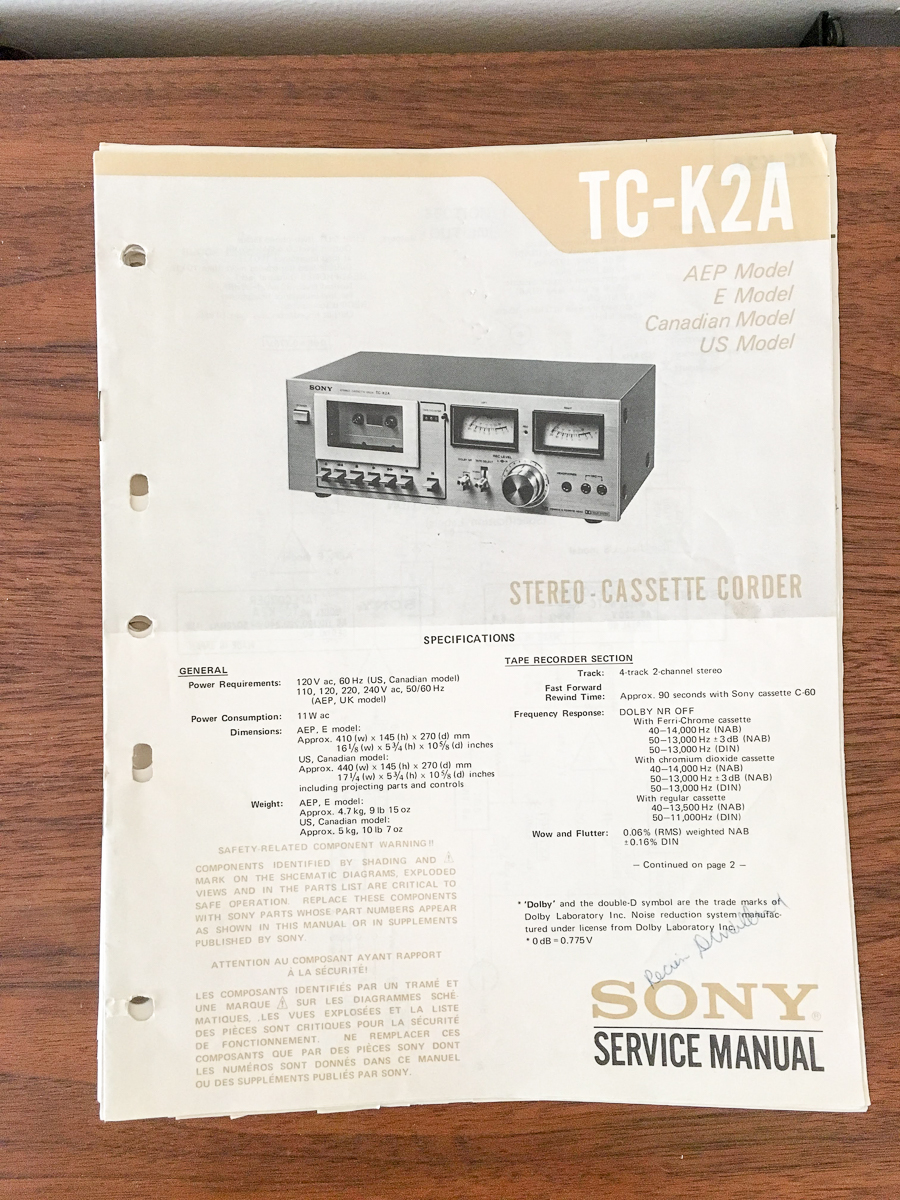 TC-K2A
AEP Model
E Model
Canadian Model
US Model
SONY
TC-K2A
REC LEVEL
STEREO-CASSETTE CORDER
SPECIFICATIONS
GENERAL
Power Requirements: 120 V ac, 60 Hz (US, Canadian model)
110, 120, 220, 240 V ac, 50/60 Hz
(AEP, UK model)
Power Consumption: 11 W ac
Dimensions: AEP, E model:
Approx. 410 (w) x 145 (h) x 270 (d) mm
16 1/8 (w) x 5 3/4 (h) x 10 5/8 (d) inches
US, Canadian model:
Approx. 440 (w) x 145 (h) x 270 (d) mm
17 1/4 (w) x 5 3/4 (h) x 10 5/8 (d) inches
including projecting parts and controls
Weight: AEP, E model:
Approx. 4.7 kg, 9 lb 15 oz
US, Canadian model:
Approx. 5 kg, 10 lb 7 oz
SAFETY-RELATED COMPONENT WARNING!!
COMPONENTS IDENTIFIED BY SHADING AND ⚠
MARK ON THE SHCEMATIC DIAGRAMS, EXPLODED
VIEWS AND IN THE PARTS LIST ARE CRITICAL TO
SAFE OPERATION. REPLACE THESE COMPONENTS
WITH SONY PARTS WHOSE PART NUMBERS APPEAR
AS SHOWN IN THIS MANUAL OR IN SUPPLEMENTS
PUBLISHED BY SONY.
ATTENTION AU COMPOSANT AYANT RAPPORT
À LA SÉCURITÉ!
LES COMPOSANTS IDENTIFIÉS PAR UN TRAMÉ ET
UNE MARQUE ⚠ SUR LES DIAGRAMMES SCHÉ-
MATIQUES, LES VUES EXPLOSÉES ET LA LISTE
DES PIÈCES SONT CRITIQUES POUR LA SÉCURITÉ
DE FONCTIONNEMENT. NE REMPLACER CES
COMPOSANTS QUE PAR DES PIÈCES SONY DONT
LES NUMÉROS SONT DONNÉS DANS CE MANUEL
OU DES SUPPLÉMENTS PUBLIÉS PAR SONY.
TAPE RECORDER SECTION
Track: 4-track 2-channel stereo
Fast Forward
Rewind Time: Approx. 90 seconds with Sony cassette C-60
Frequency Response: DOLBY NR OFF
With Ferri-Chrome cassette
40–14,000 Hz (NAB)
50–13,000 Hz ±3 dB (NAB)
50–13,000 Hz (DIN)
With chromium dioxide cassette
40–14,000 Hz (NAB)
50–13,000 Hz ±3 dB (NAB)
50–13,000 Hz (DIN)
With regular cassette
40–13,500 Hz (NAB)
50–11,000 Hz (DIN)
Wow and Flutter: 0.06% (RMS) weighted NAB
±0.16% DIN
— Continued on page 2 —
* 'Dolby' and the double-D symbol are the trade marks of
Dolby Laboratory Inc. Noise reduction system manufac-
tured under license from Dolby Laboratory Inc.
* 0 dB = 0.775 V
SONY®
SERVICE MANUAL